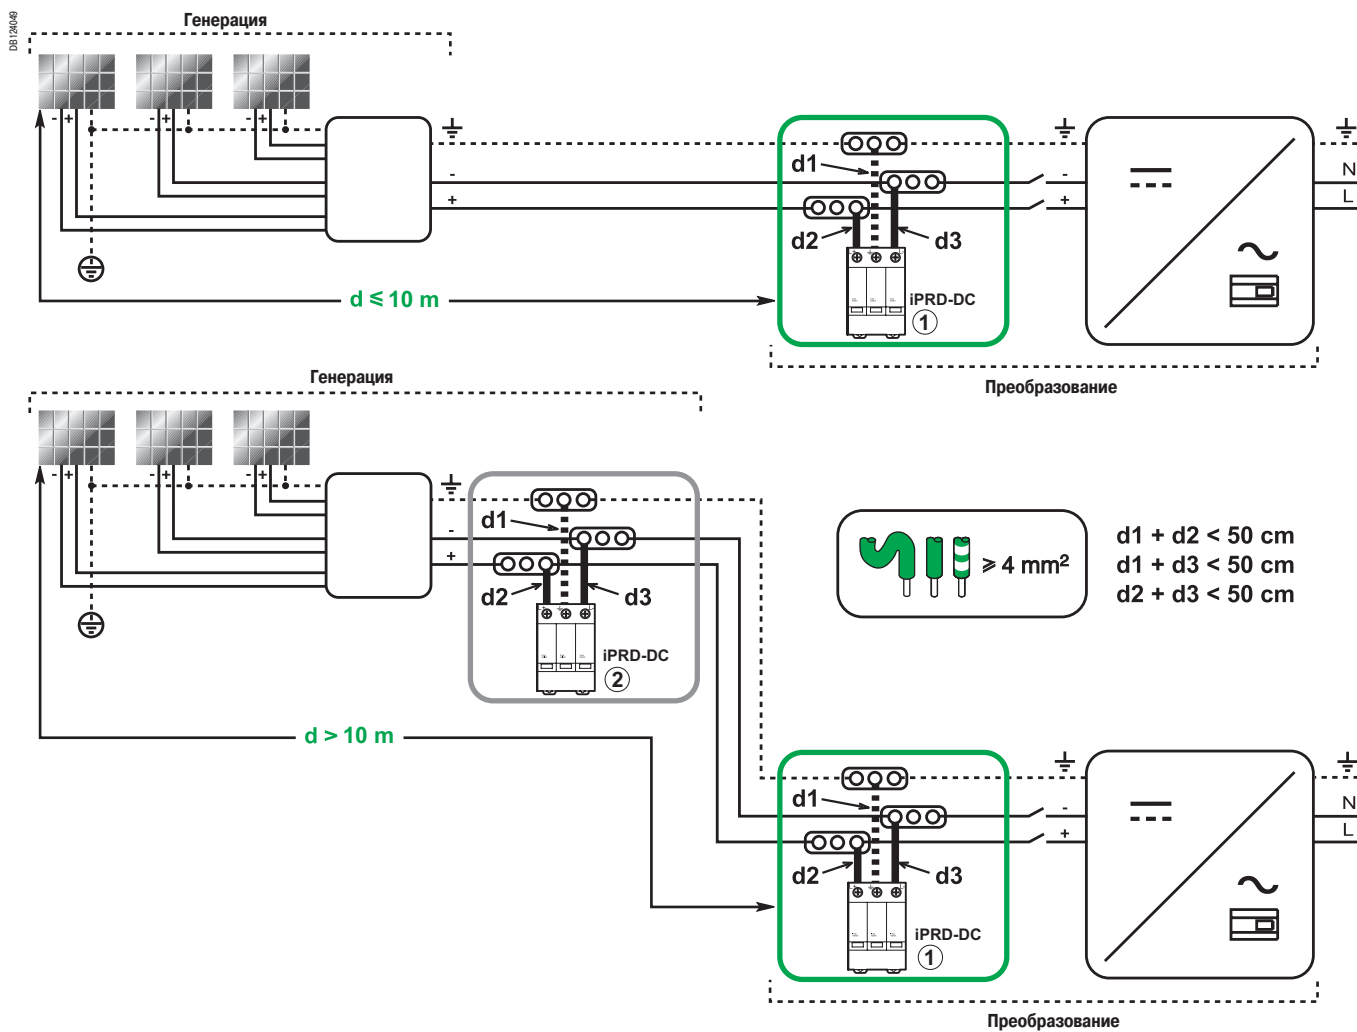 DB124049
Генерация
- +
- +
- +
-
+
d1
d2
d3
iPRD-DC
1
-
+
N
L
d ≤ 10 m
Преобразование
Генерация
- +
- +
- +
-
+
d1
d2
d3
iPRD-DC
2
≥ 4 mm²
d1 + d2 < 50 cm
d1 + d3 < 50 cm
d2 + d3 < 50 cm
d > 10 m
d1
d2
d3
iPRD-DC
1
-
+
N
L
Преобразование